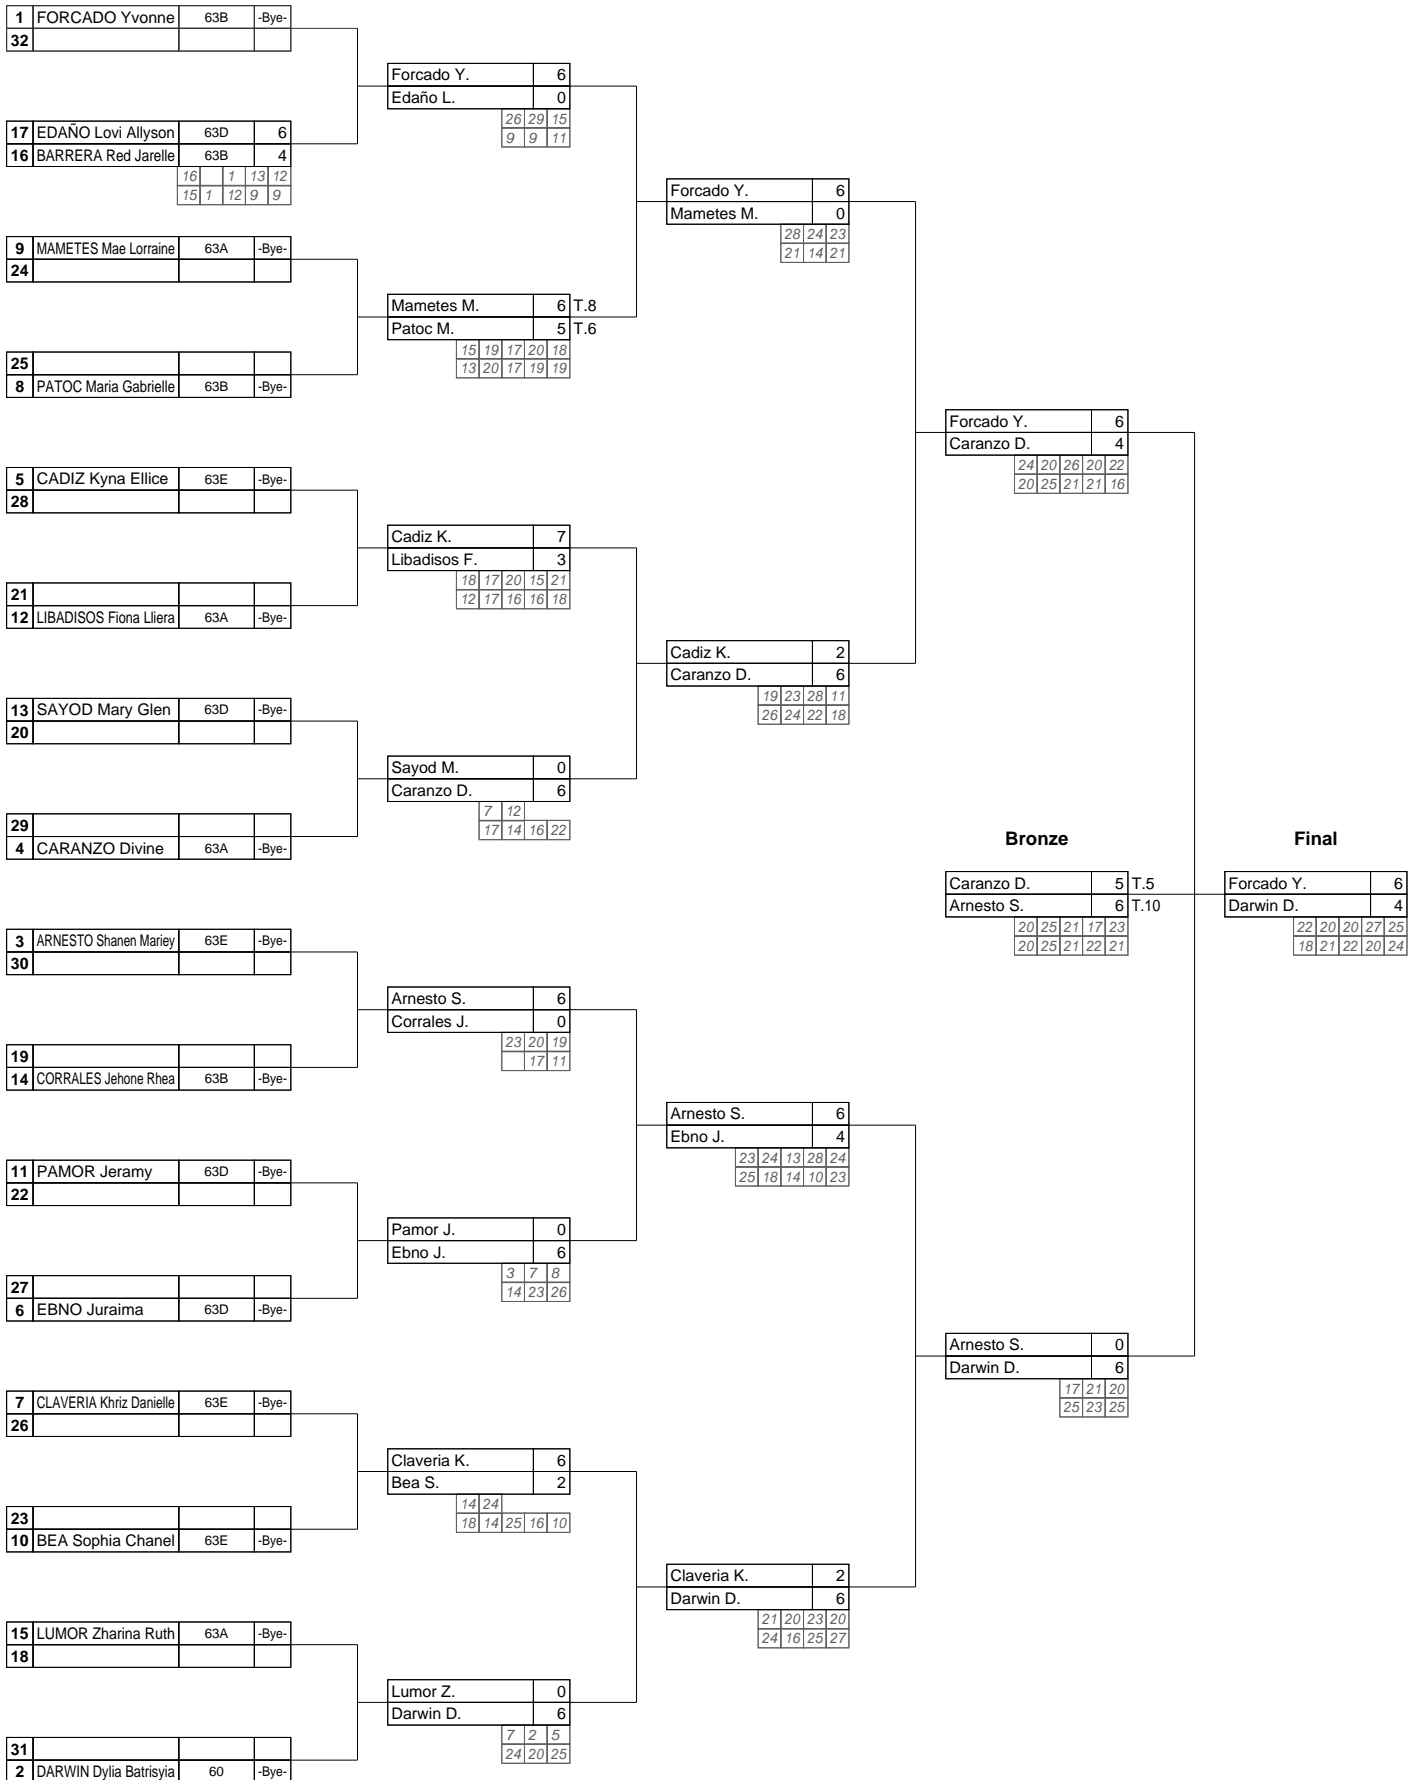 1 FORCADO Yvonne 63B -Bye-
32
Forcado Y. 6
Edaño L. 0
26 29 15
9 9 11
17 EDAÑO Lovi Allyson 63D 6
16 BARRERA Red Jarelle 63B 4
16 1 13 12
15 1 12 9 9
Forcado Y. 6
Mametes M. 0
28 24 23
21 14 21
9 MAMETES Mae Lorraine 63A -Bye-
24
Mametes M. 6 T.8
Patoc M. 5 T.6
15 19 17 20 18
13 20 17 19 19
25
8 PATOC Maria Gabrielle 63B -Bye-
Forcado Y. 6
Caranzo D. 4
24 20 26 20 22
20 25 21 21 16
5 CADIZ Kyna Ellice 63E -Bye-
28
Cadiz K. 7
Libadisos F. 3
18 17 20 15 21
12 17 16 16 18
21
12 LIBADISOS Fiona Lliera 63A -Bye-
Cadiz K. 2
Caranzo D. 6
19 23 28 11
26 24 22 18
13 SAYOD Mary Glen 63D -Bye-
20
Sayod M. 0
Caranzo D. 6
7 12
17 14 16 22
29
4 CARANZO Divine 63A -Bye-
Bronze Final
Caranzo D. 5 T.5 Forcado Y. 6
Arnesto S. 6 T.10 Darwin D. 4
20 25 21 17 23 22 20 20 27 25
20 25 21 22 21 18 21 22 20 24
3 ARNESTO Shanen Mariey 63E -Bye-
30
Arnesto S. 6
Corrales J. 0
23 20 19
17 11
19
14 CORRALES Jehone Rhea 63B -Bye-
Arnesto S. 6
Ebno J. 4
23 24 13 28 24
25 18 14 10 23
11 PAMOR Jeramy 63D -Bye-
22
Pamor J. 0
Ebno J. 6
3 7 8
14 23 26
27
6 EBNO Juraima 63D -Bye-
Arnesto S. 0
Darwin D. 6
17 21 20
25 23 25
7 CLAVERIA Khriz Danielle 63E -Bye-
26
Claveria K. 6
Bea S. 2
14 24
18 14 25 16 10
23
10 BEA Sophia Chanel 63E -Bye-
Claveria K. 2
Darwin D. 6
21 20 23 20
24 16 25 27
15 LUMOR Zharina Ruth 63A -Bye-
18
Lumor Z. 0
Darwin D. 6
7 2 5
24 20 25
31
2 DARWIN Dylia Batrisyia 60 -Bye-